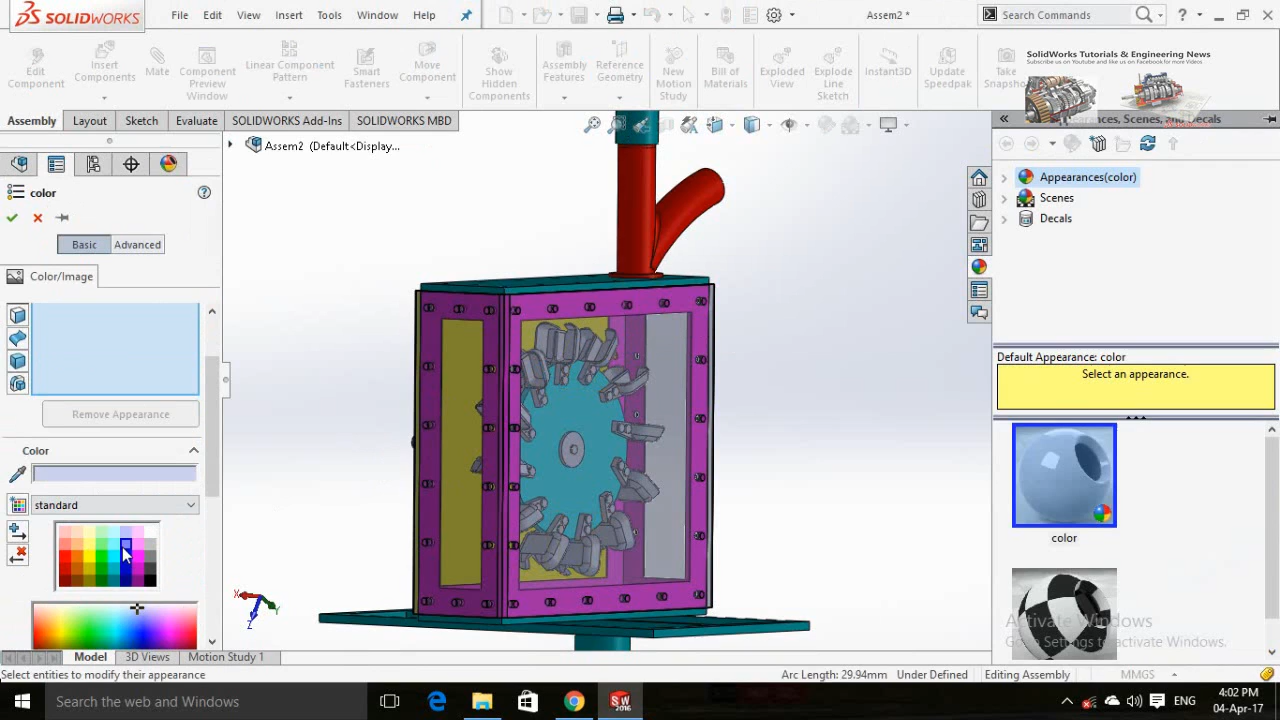 SOLIDWORKS
File Edit View Insert Tools Window Help
Assem2 *
Search Commands
Edit Component
Insert Components
Mate
Component Preview Window
Linear Component Pattern
Smart Fasteners
Move Component
Show Hidden Components
Assembly Features
Reference Geometry
New Motion Study
Bill of Materials
Exploded View
Explode Line Sketch
Instant3D
Update Speedpak
Take Snapshot
SolidWorks Tutorials & Engineering News
Subscribe us on Youtube and like us on Facebook for more Videos
Assembly Layout Sketch Evaluate SOLIDWORKS Add-Ins SOLIDWORKS MBD
Scenes, and Decals
Assem2 (Default<Display...
color
Basic Advanced
Color/Image
Remove Appearance
Color
standard
Appearances(color)
Scenes
Decals
Default Appearance: color
Select an appearance.
color
Activate Windows
Go to Settings to activate Windows.
Z
Y
Model 3D Views Motion Study 1
Select entities to modify their appearance
Arc Length: 29.94mm Under Defined Editing Assembly MMGS
Search the web and Windows
SW
2016
ENG
4:02 PM
04-Apr-17